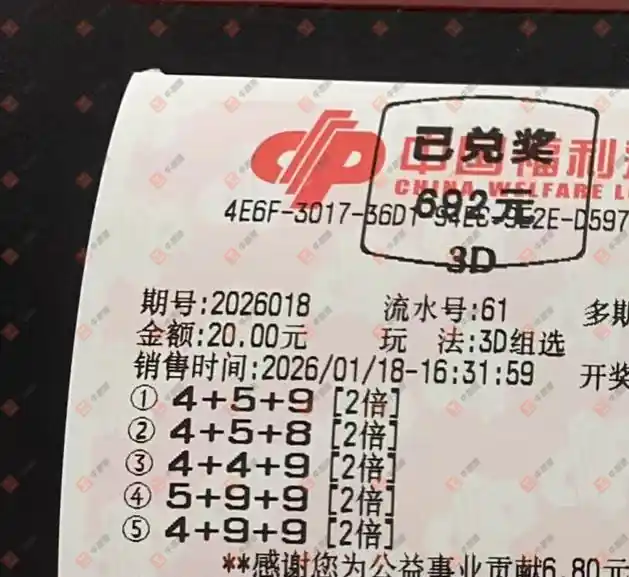 已兑奖
中国福利
CHINA WELFARE L
692元
4E6F-3017-36D1-94EC-5E2E-D597
3D
期号:2026018 流水号:61 多期
金额:20.00元 玩 法:3D组选
销售时间:2026/01/18-16:31:59 开奖
① 4+5+9 [2倍]
② 4+5+8 [2倍]
③ 4+4+9 [2倍]
④ 5+9+9 [2倍]
⑤ 4+9+9 [2倍]
**感谢您为公益事业贡献6.80元